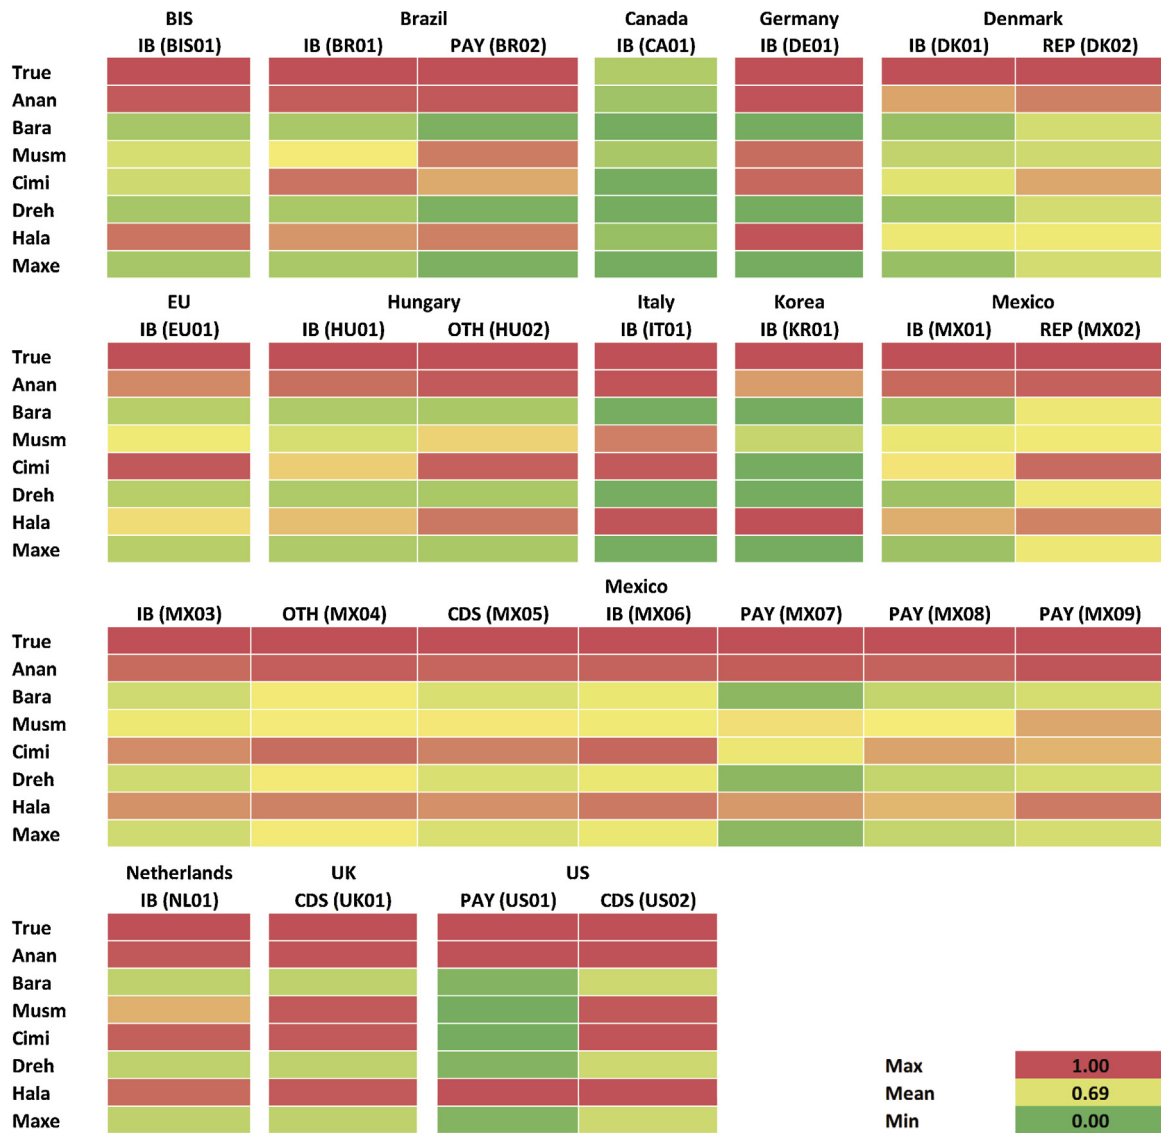 BIS Brazil Canada Germany Denmark
IB (BIS01) IB (BR01) PAY (BR02) IB (CA01) IB (DE01) IB (DK01) REP (DK02)
True
Anan
Bara
Musm
Cimi
Dreh
Hala
Maxe
EU Hungary Italy Korea Mexico
IB (EU01) IB (HU01) OTH (HU02) IB (IT01) IB (KR01) IB (MX01) REP (MX02)
True
Anan
Bara
Musm
Cimi
Dreh
Hala
Maxe
Mexico
IB (MX03) OTH (MX04) CDS (MX05) IB (MX06) PAY (MX07) PAY (MX08) PAY (MX09)
True
Anan
Bara
Musm
Cimi
Dreh
Hala
Maxe
Netherlands UK US
IB (NL01) CDS (UK01) PAY (US01) CDS (US02)
True
Anan
Bara
Musm
Cimi
Dreh
Hala
Maxe
Max 1.00
Mean 0.69
Min 0.00